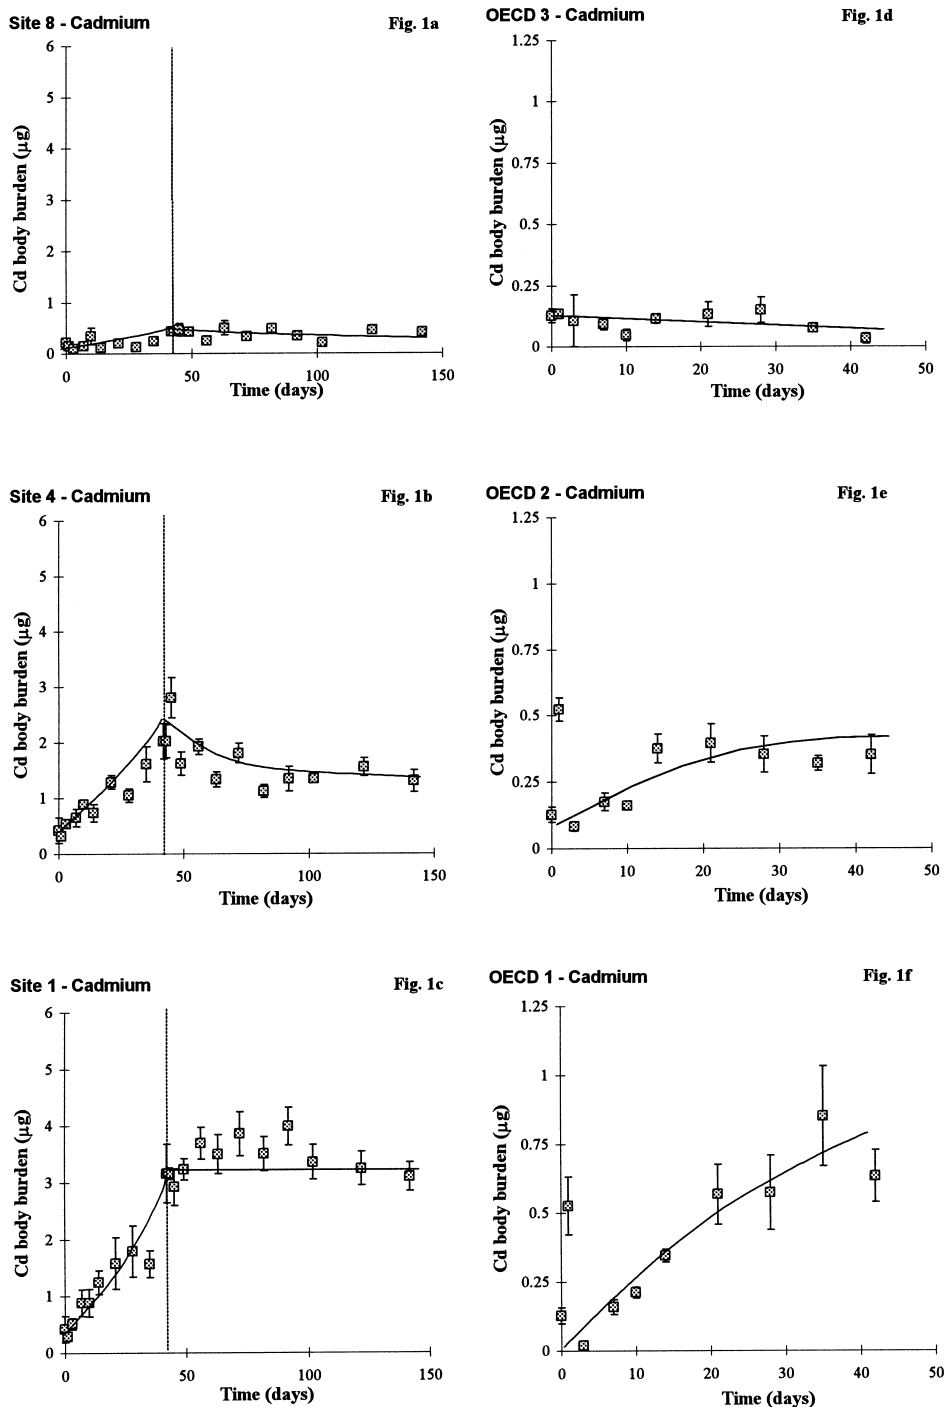 Site 8 - Cadmium
Fig. 1a
6
5
4
3
2
1
0
Cd body burden (µg)
0 50 100 150
Time (days)
OECD 3 - Cadmium
Fig. 1d
1.25
1
0.75
0.5
0.25
0
Cd body burden (µg)
0 10 20 30 40 50
Time (days)
Site 4 - Cadmium
Fig. 1b
6
5
4
3
2
1
0
Cd body burden (µg)
0 50 100 150
Time (days)
OECD 2 - Cadmium
Fig. 1e
1.25
1
0.75
0.5
0.25
0
Cd body burden (µg)
0 10 20 30 40 50
Time (days)
Site 1 - Cadmium
Fig. 1c
6
5
4
3
2
1
0
Cd body burden (µg)
0 50 100 150
Time (days)
OECD 1 - Cadmium
Fig. 1f
1.25
1
0.75
0.5
0.25
0
Cd body burden (µg)
0 10 20 30 40 50
Time (days)